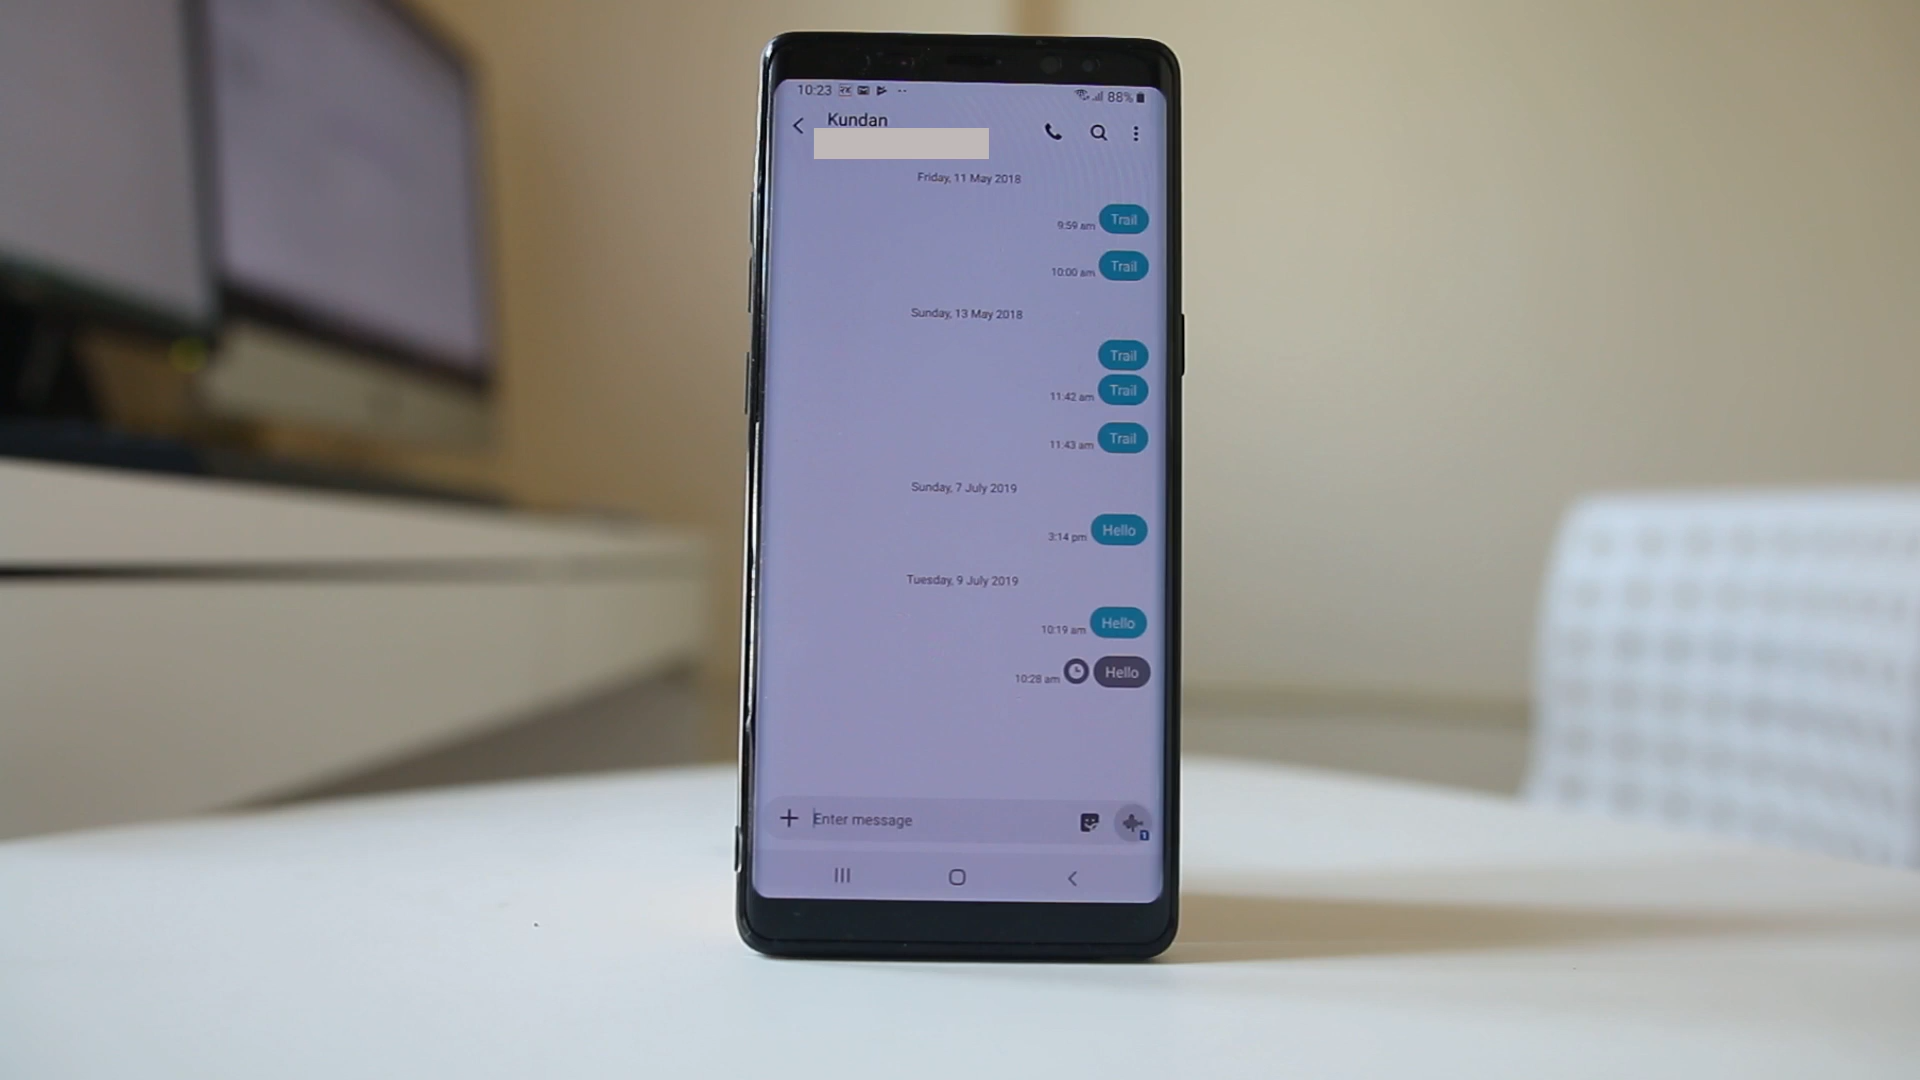 10:23 88%
Kundan
Friday, 11 May 2018
9:59 am Trail
10:00 am Trail
Sunday, 13 May 2018
Trail
11:42 am Trail
11:43 am Trail
Sunday, 7 July 2019
3:14 pm Hello
Tuesday, 9 July 2019
10:19 am Hello
10:28 am Hello
Enter message
1